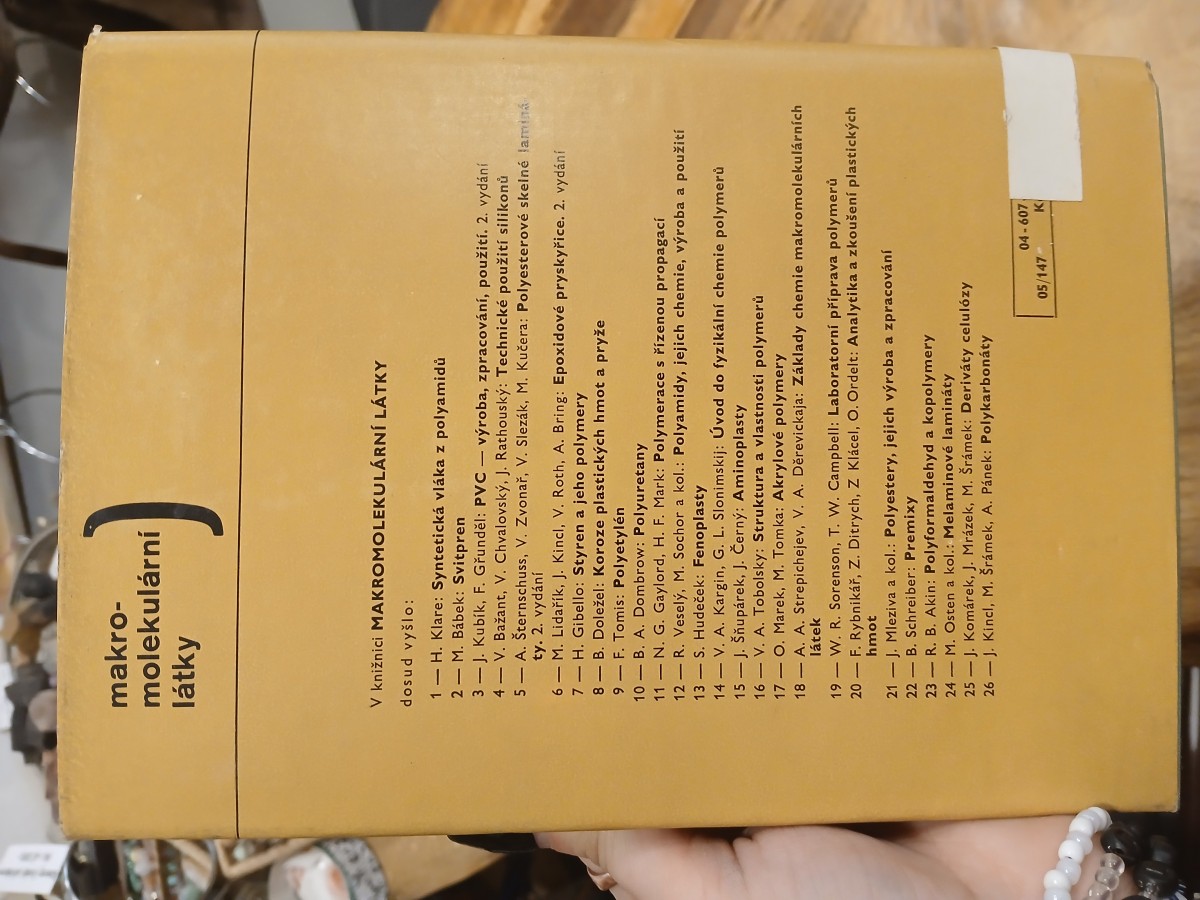 makro-
molekulární
látky
V knižnici MAKROMOLEKULÁRNÍ LÁTKY
dosud vyšlo:
1 — H. Klare: Syntetická vláka z polyamidů
2 — M. Bábek: Svitpren
3 — J. Kubík, F. Gřunděl: PVC — výroba, zpracování, použití. 2. vydání
4 — V. Bažant, V. Chvalovský, J. Rathouský: Technické použití silikonů
5 — A. Šternschuss, V. Zvonař, V. Slezák, M. Kučera: Polyesterové skelné laminá-
ty. 2. vydání
6 — M. Lidařík, J. Kincl, V. Roth, A. Bring: Epoxidové pryskyřice. 2. vydání
7 — H. Gibello: Styren a jeho polymery
8 — B. Doležel: Koroze plastických hmot a pryže
9 — F. Tomis: Polyetylén
10 — B. A. Dombrow: Polyuretany
11 — N. G. Gaylord, H. F. Mark: Polymerace s řízenou propagací
12 — R. Veselý, M. Sochor a kol.: Polyamidy, jejich chemie, výroba a použití
13 — S. Hudeček: Fenoplasty
14 — V. A. Kargin, G. L. Slonimskij: Úvod do fyzikální chemie polymerů
15 — J. Šňupárek, J. Černý: Aminoplasty
16 — V. A. Tobolsky: Struktura a vlastnosti polymerů
17 — O. Marek, M. Tomka: Akrylové polymery
18 — A. A. Strepichejev, V. A. Děrevickaja: Základy chemie makromolekulárních
látek
19 — W. R. Sorenson, T. W. Campbell: Laboratorní příprava polymerů
20 — F. Rybnikář, Z. Ditrych, Z Klácel, O. Ordelt: Analytika a zkoušení plastických
hmot
21 — J. Mleziva a kol.: Polyestery, jejich výroba a zpracování
22 — B. Schreiber: Premixy
23 — R. B. Akin: Polyformaldehyd a kopolymery
24 — M. Osten a kol.: Melaminové lamináty
25 — J. Komárek, J. Mrázek, M. Šrámek: Deriváty celulózy
26 — J. Kincl, M. Šrámek, A. Pánek: Polykarbonáty
04 - 607
05/147 K